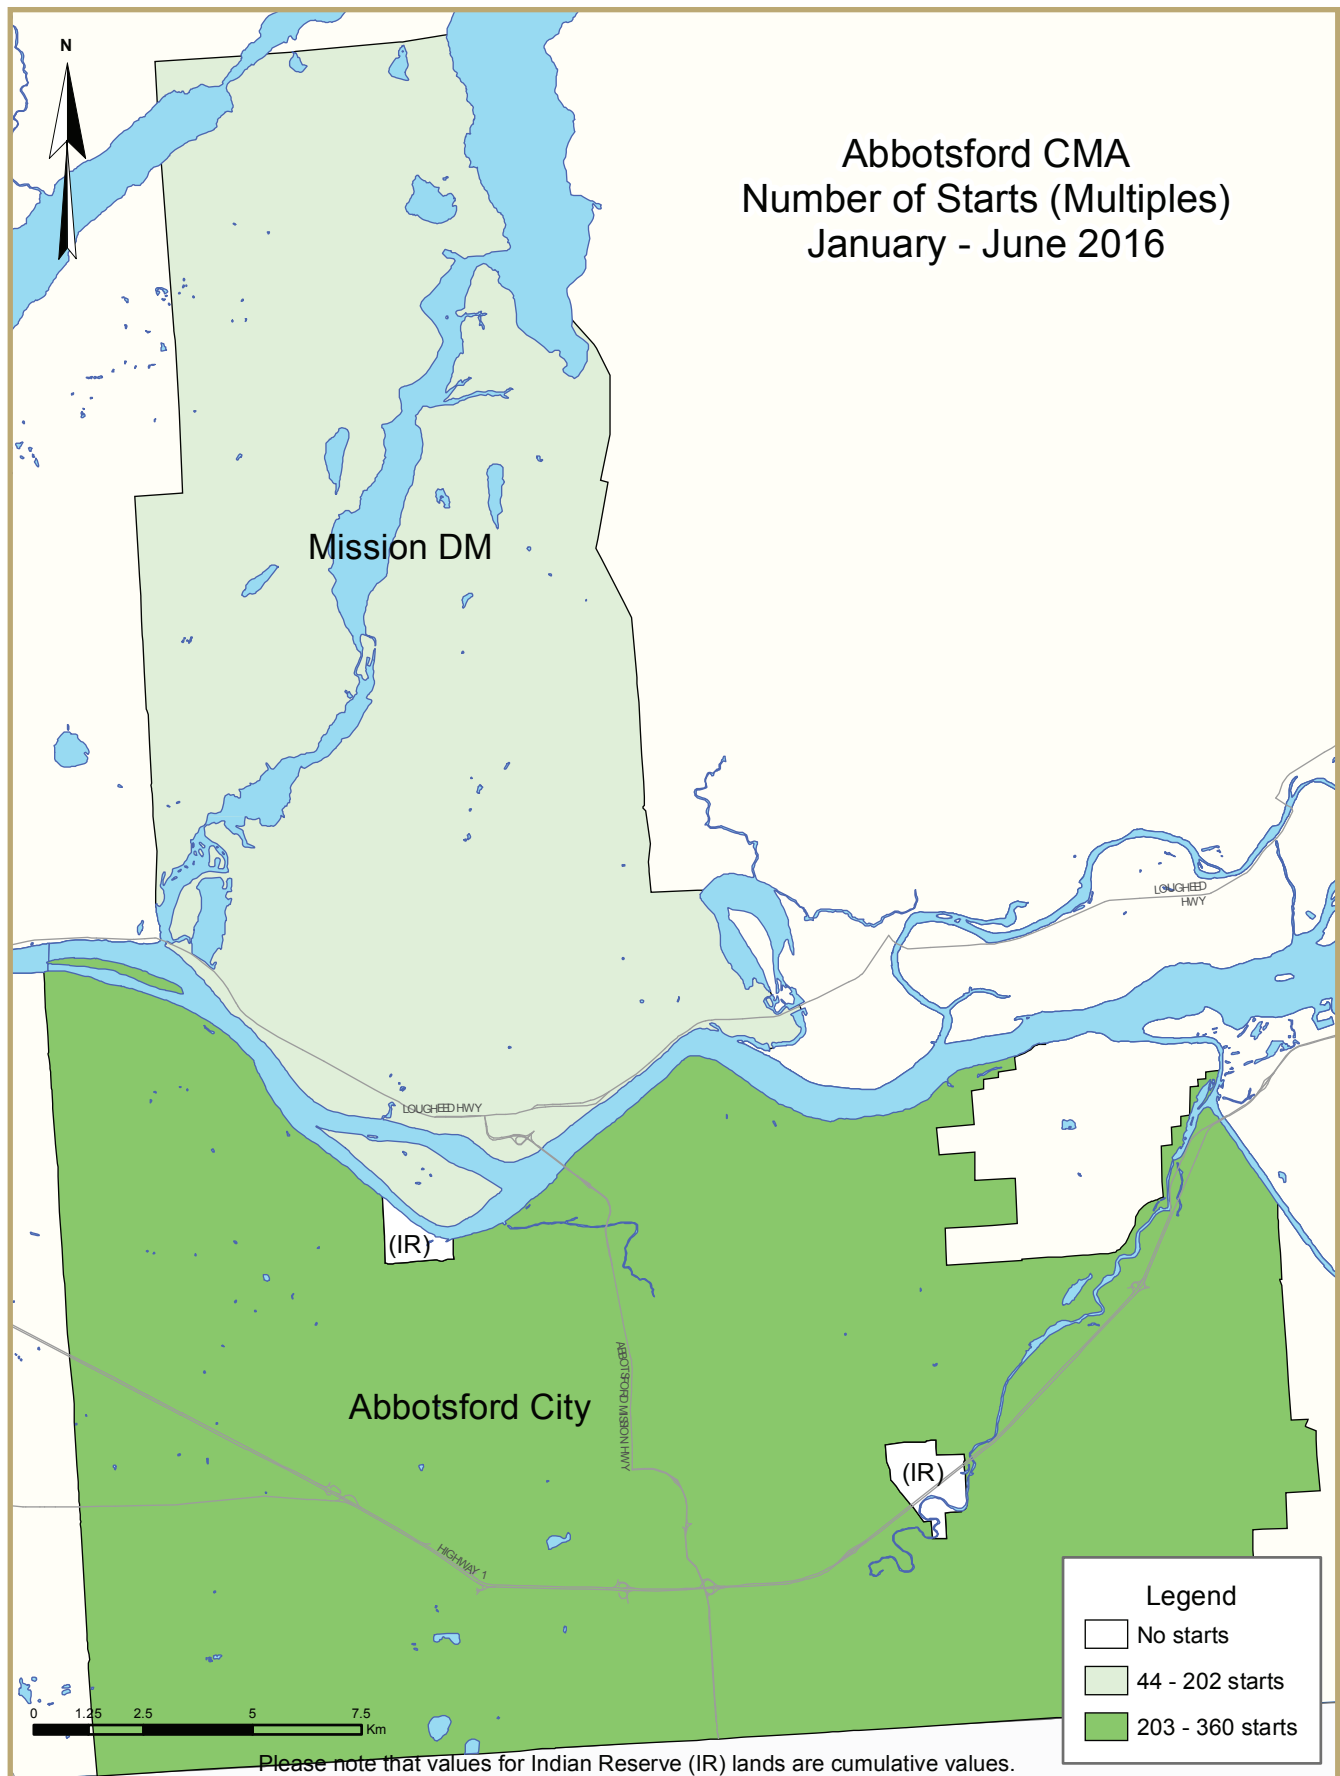 N
Abbotsford CMA
Number of Starts (Multiples)
January - June 2016
Mission DM
LOUGHEED
HWY
LOUGHEED HWY
(IR)
ABBOTSFORD MISSION HWY
Abbotsford City
(IR)
HIGHWAY 1
Legend
No starts
44 - 202 starts
203 - 360 starts
0 1.25 2.5 5 7.5
Km
Please note that values for Indian Reserve (IR) lands are cumulative values.